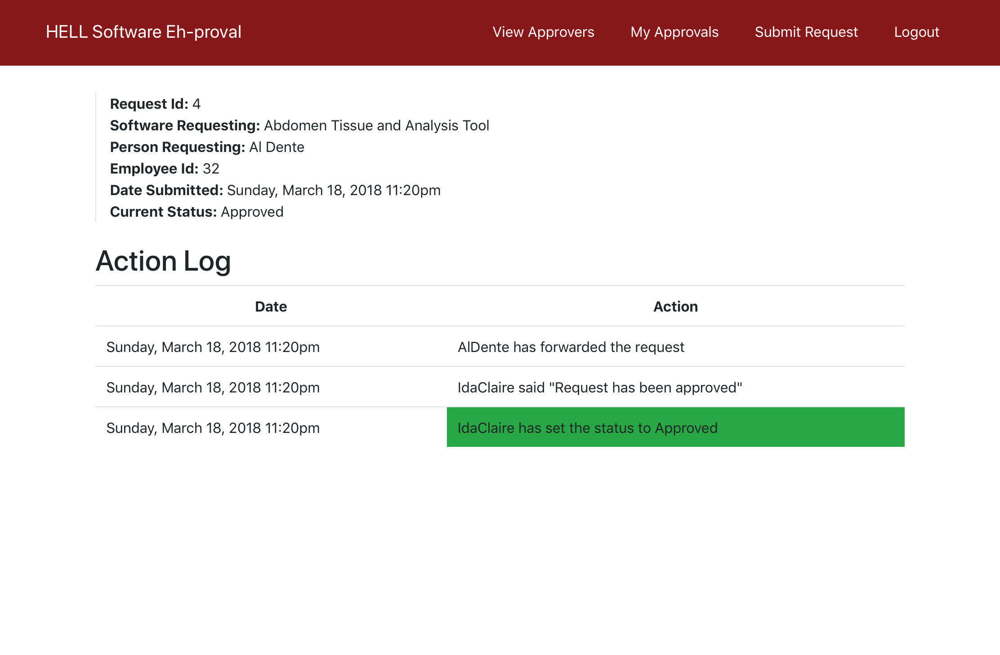 HELL Software Eh-proval View Approvers My Approvals Submit Request Logout
Request Id: 4
Software Requesting: Abdomen Tissue and Analysis Tool
Person Requesting: Al Dente
Employee Id: 32
Date Submitted: Sunday, March 18, 2018 11:20pm
Current Status: Approved
Action Log
Date Action
Sunday, March 18, 2018 11:20pm AlDente has forwarded the request
Sunday, March 18, 2018 11:20pm IdaClaire said "Request has been approved"
Sunday, March 18, 2018 11:20pm IdaClaire has set the status to Approved